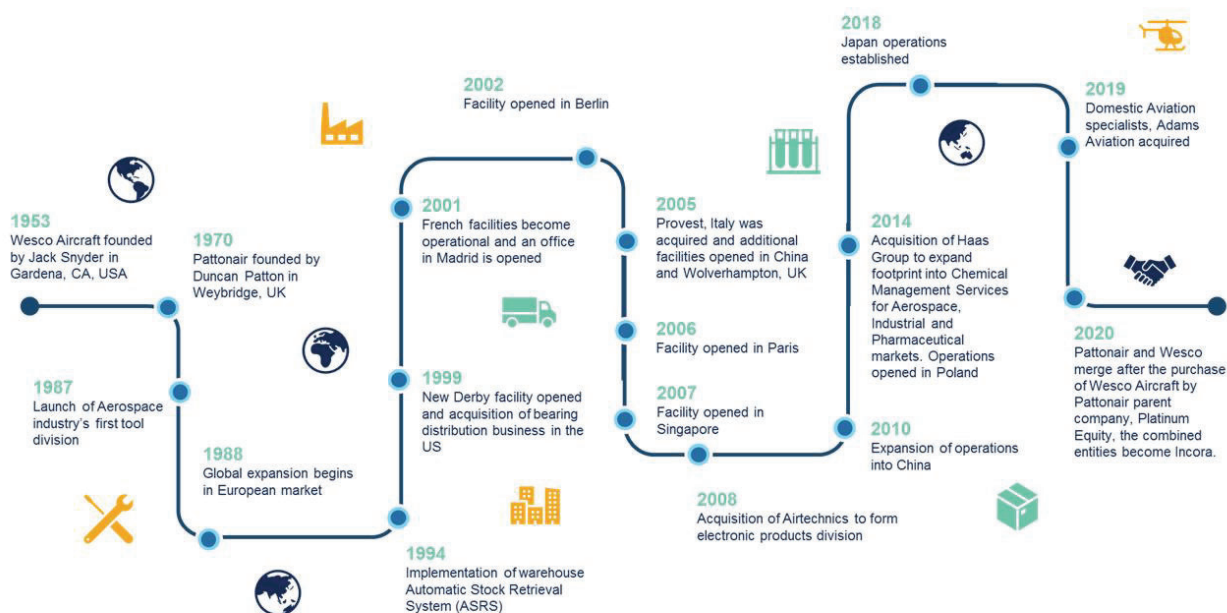 1953
Wesco Aircraft founded
by Jack Snyder in
Gardena, CA, USA
1970
Pattonair founded by
Duncan Patton in
Weybridge, UK
1987
Launch of Aerospace
industry's first tool
division
1988
Global expansion begins
in European market
1994
Implementation of warehouse
Automatic Stock Retrieval
System (ASRS)
1999
New Derby facility opened
and acquisition of bearing
distribution business in the
US
2001
French facilities become
operational and an office
in Madrid is opened
2002
Facility opened in Berlin
2005
Provest, Italy was
acquired and additional
facilities opened in China
and Wolverhampton, UK
2006
Facility opened in Paris
2007
Facility opened in
Singapore
2008
Acquisition of Airtechnics to form
electronic products division
2010
Expansion of operations
into China
2014
Acquisition of Haas
Group to expand
footprint into Chemical
Management Services
for Aerospace,
Industrial and
Pharmaceutical
markets. Operations
opened in Poland
2018
Japan operations
established
2019
Domestic Aviation
specialists, Adams
Aviation acquired
2020
Pattonair and Wesco
merge after the purchase
of Wesco Aircraft by
Pattonair parent
company, Platinum
Equity, the combined
entities become Incora.